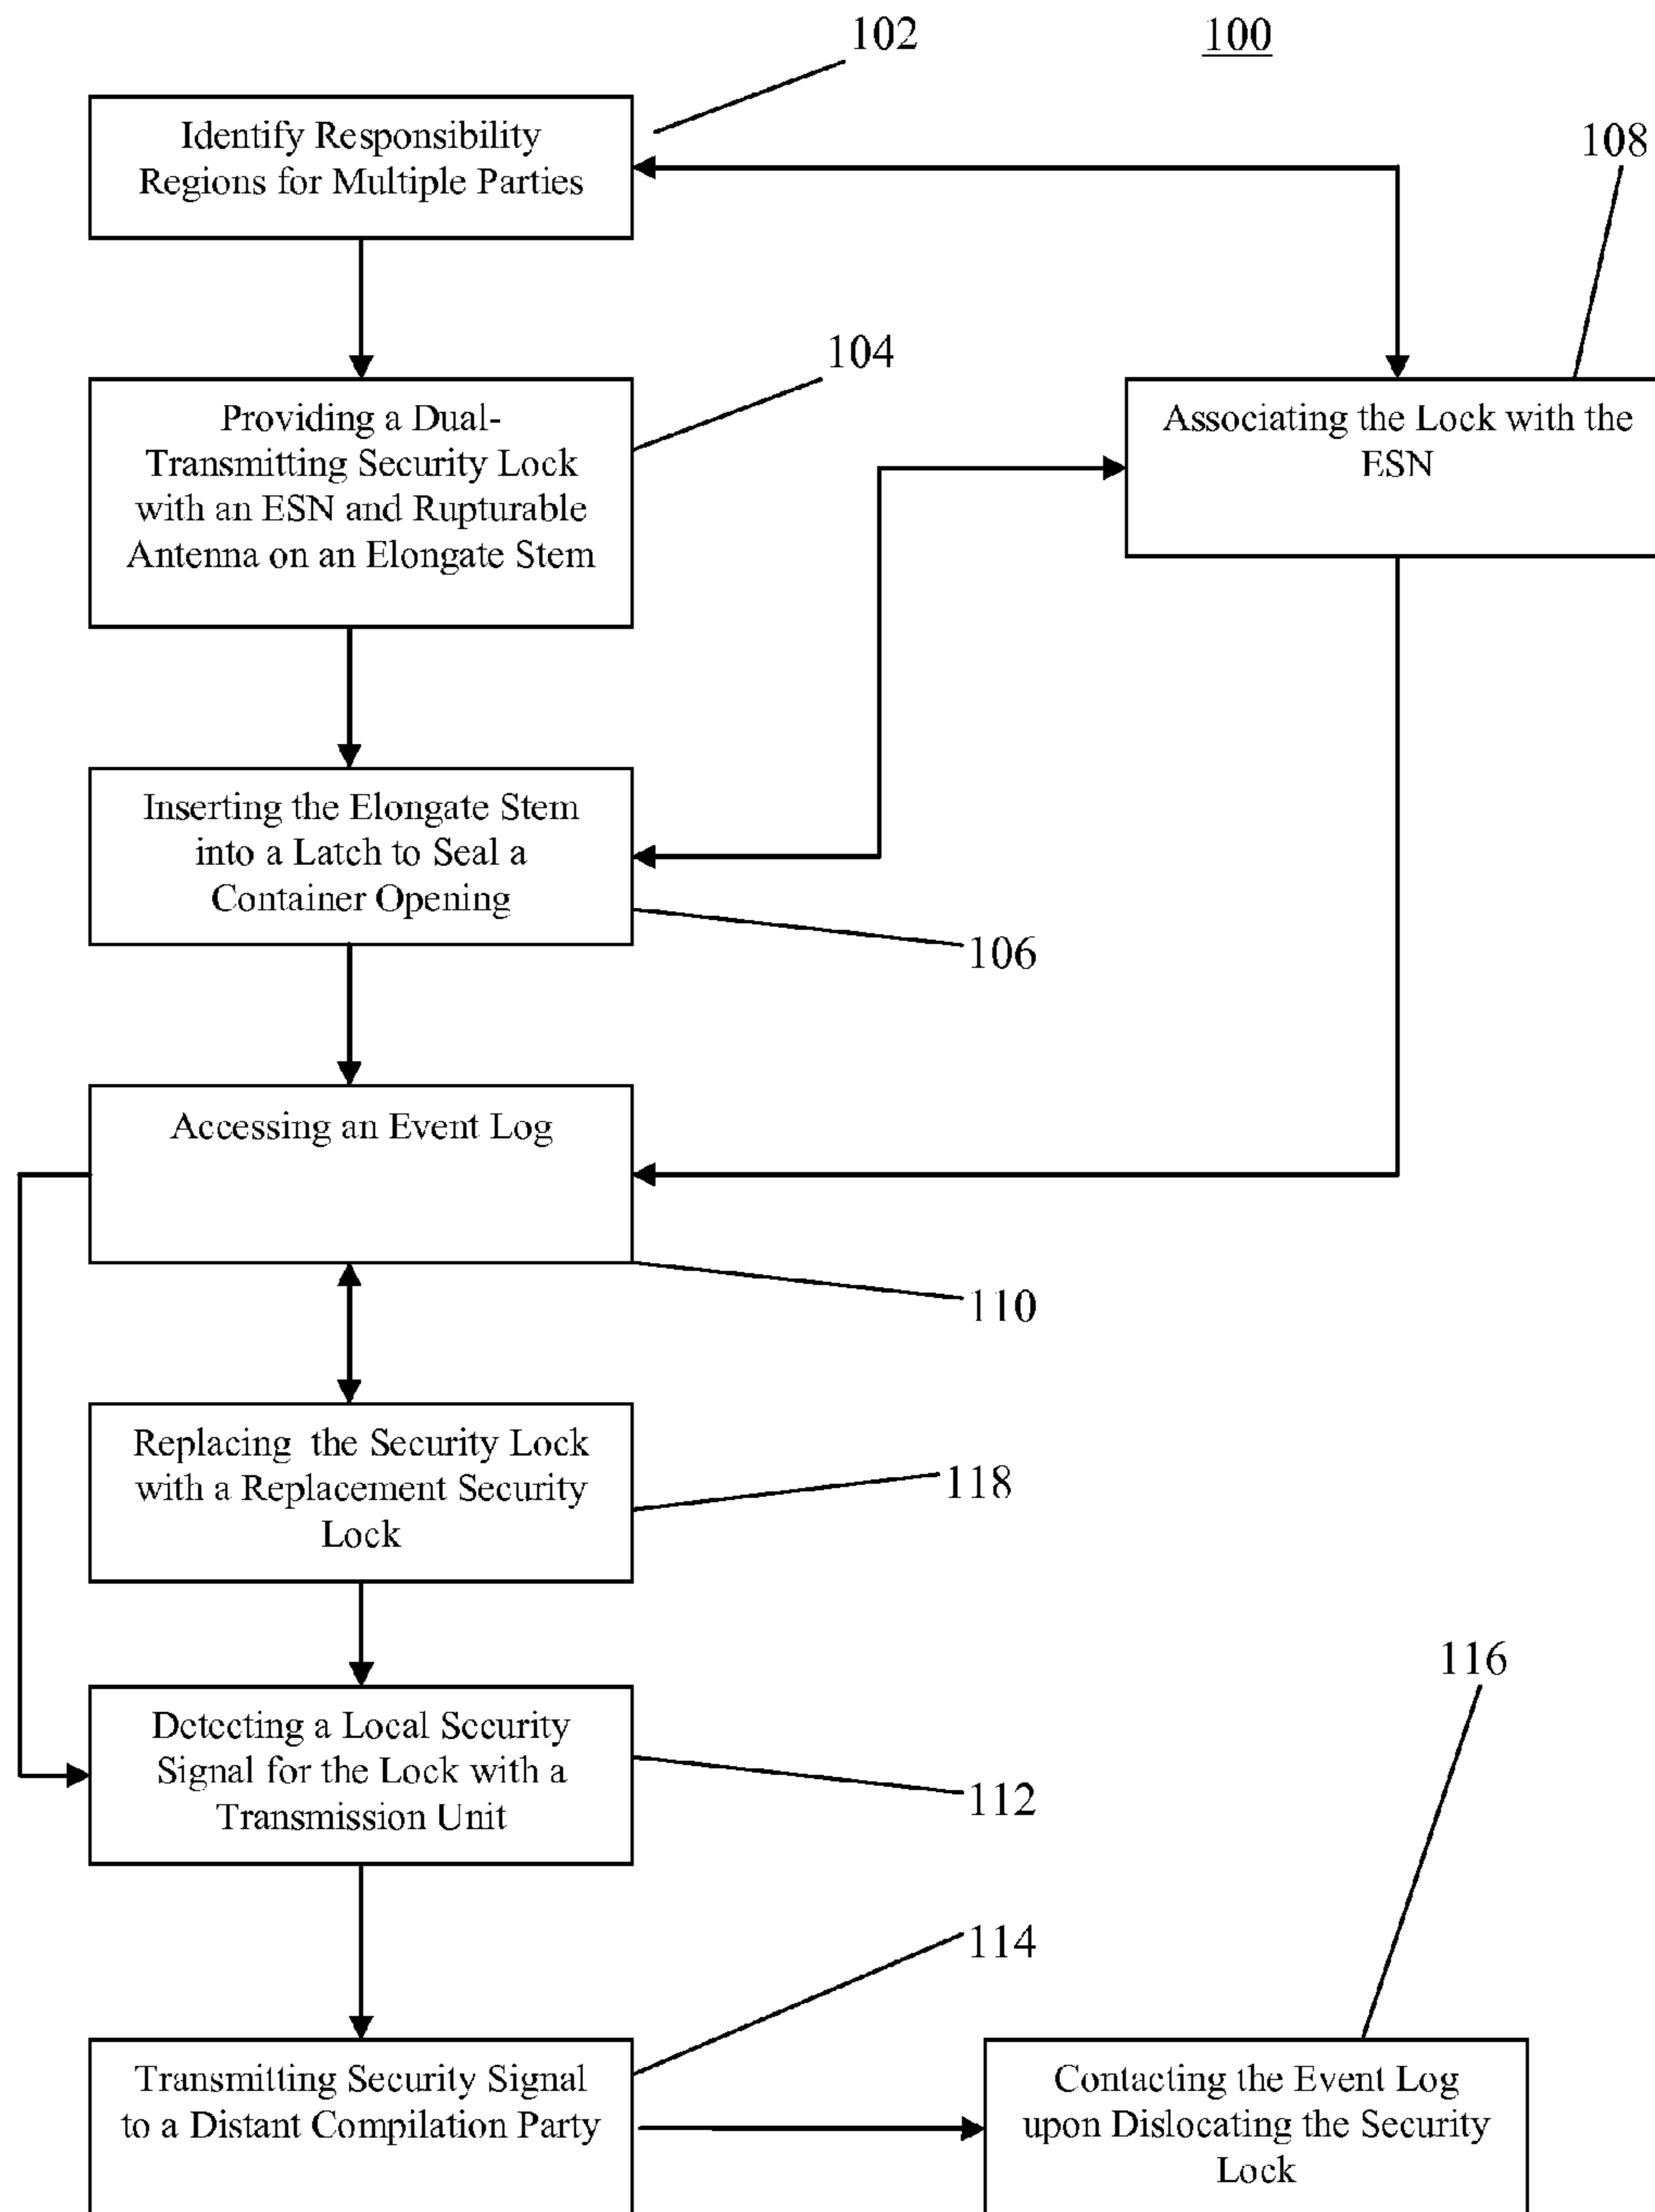 102
100
Identify Responsibility
Regions for Multiple Parties
108
104
Providing a Dual-
Transmitting Security Lock
with an ESN and Rupturable
Antenna on an Elongate Stem
Associating the Lock with the
ESN
Inserting the Elongate Stem
into a Latch to Seal a
Container Opening
106
Accessing an Event Log
110
Replacing the Security Lock
with a Replacement Security
Lock
118
116
Detecting a Local Security
Signal for the Lock with a
Transmission Unit
112
114
Transmitting Security Signal
to a Distant Compilation Party
Contacting the Event Log
upon Dislocating the Security
Lock